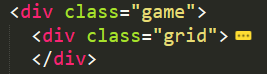 <div class="game">
<div class="grid">
</div>